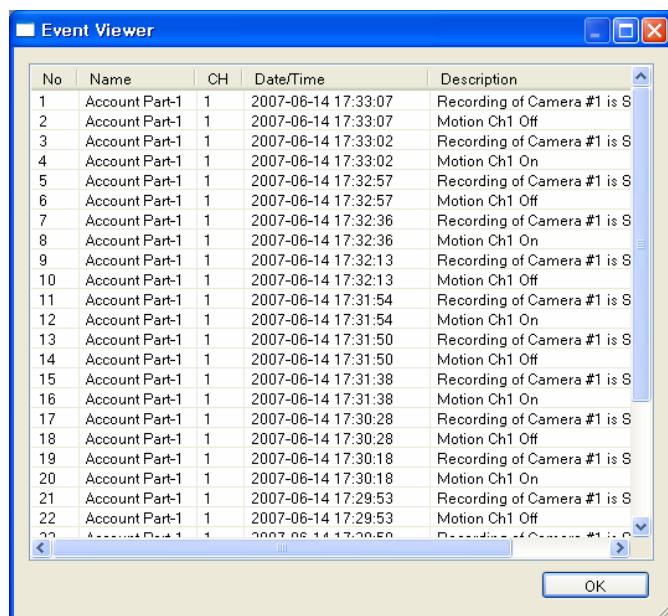 Event Viewer
No Name CH Date/Time Description
1 Account Part-1 1 2007-06-14 17:33:07 Recording of Camera #1 is S
2 Account Part-1 1 2007-06-14 17:33:07 Motion Ch1 Off
3 Account Part-1 1 2007-06-14 17:33:02 Recording of Camera #1 is S
4 Account Part-1 1 2007-06-14 17:33:02 Motion Ch1 On
5 Account Part-1 1 2007-06-14 17:32:57 Recording of Camera #1 is S
6 Account Part-1 1 2007-06-14 17:32:57 Motion Ch1 Off
7 Account Part-1 1 2007-06-14 17:32:36 Recording of Camera #1 is S
8 Account Part-1 1 2007-06-14 17:32:36 Motion Ch1 On
9 Account Part-1 1 2007-06-14 17:32:13 Recording of Camera #1 is S
10 Account Part-1 1 2007-06-14 17:32:13 Motion Ch1 Off
11 Account Part-1 1 2007-06-14 17:31:54 Recording of Camera #1 is S
12 Account Part-1 1 2007-06-14 17:31:54 Motion Ch1 On
13 Account Part-1 1 2007-06-14 17:31:50 Recording of Camera #1 is S
14 Account Part-1 1 2007-06-14 17:31:50 Motion Ch1 Off
15 Account Part-1 1 2007-06-14 17:31:38 Recording of Camera #1 is S
16 Account Part-1 1 2007-06-14 17:31:38 Motion Ch1 On
17 Account Part-1 1 2007-06-14 17:30:28 Recording of Camera #1 is S
18 Account Part-1 1 2007-06-14 17:30:28 Motion Ch1 Off
19 Account Part-1 1 2007-06-14 17:30:18 Recording of Camera #1 is S
20 Account Part-1 1 2007-06-14 17:30:18 Motion Ch1 On
21 Account Part-1 1 2007-06-14 17:29:53 Recording of Camera #1 is S
22 Account Part-1 1 2007-06-14 17:29:53 Motion Ch1 Off
OK